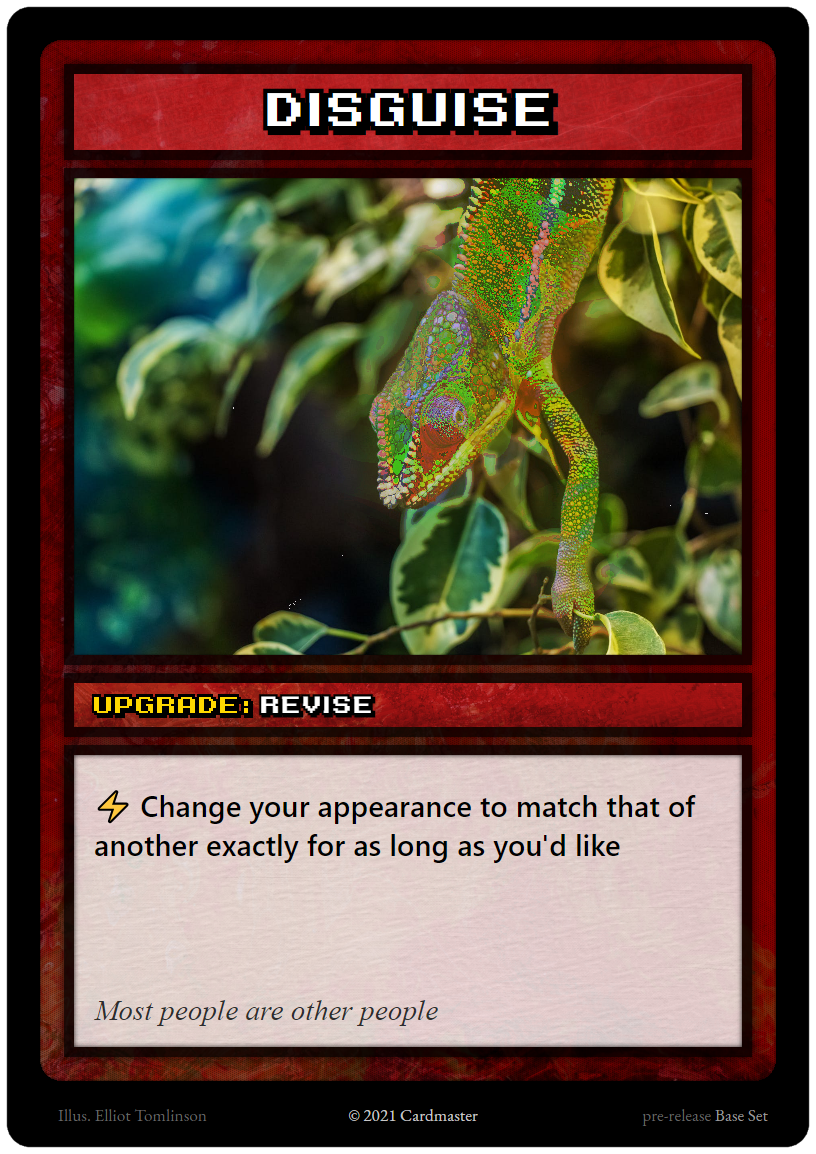 DISGUISE
UPGRADE: REVISE
⚡ Change your appearance to match that of
another exactly for as long as you'd like
Most people are other people
Illus. Elliot Tomlinson © 2021 Cardmaster pre-release Base Set